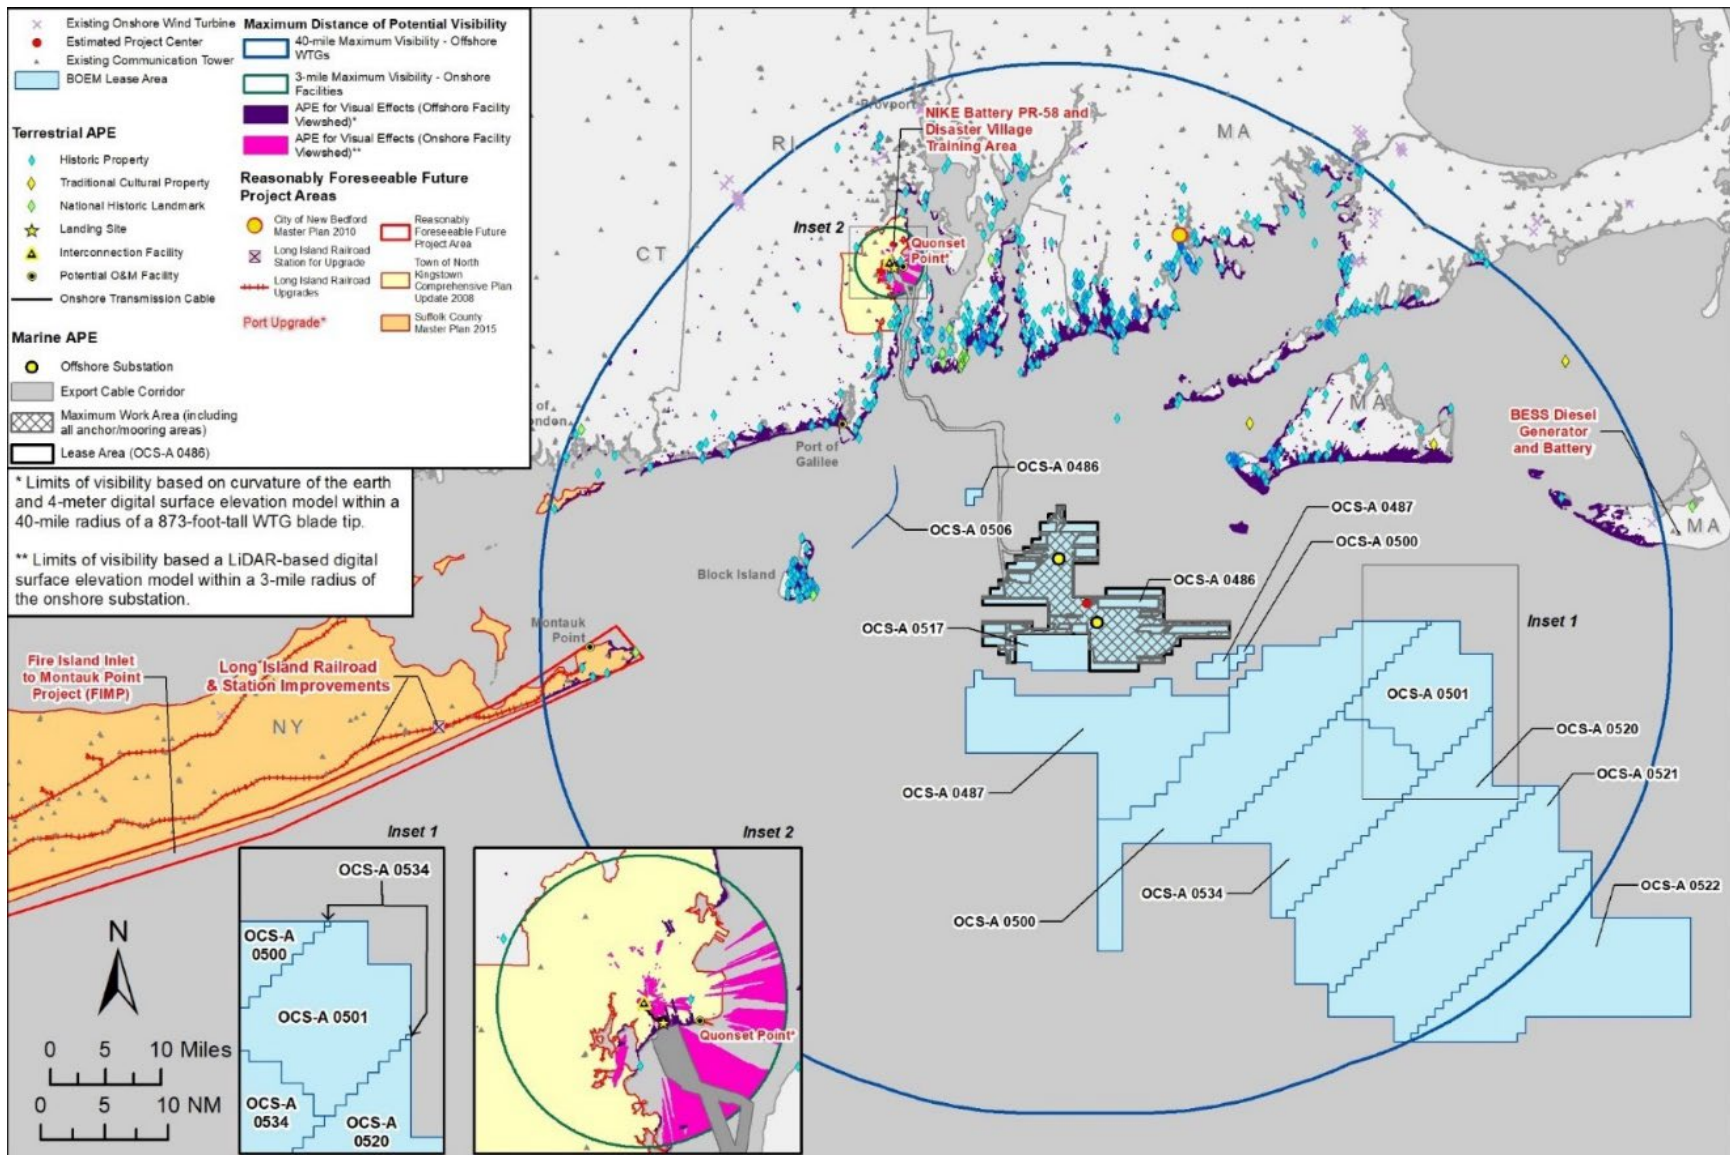 Existing Onshore Wind Turbine
Estimated Project Center
Existing Communication Tower
BOEM Lease Area
Terrestrial APE
Historic Property
Traditional Cultural Property
National Historic Landmark
Landing Site
Interconnection Facility
Potential O&M Facility
Onshore Transmission Cable
Marine APE
Offshore Substation
Export Cable Corridor
Maximum Work Area (including
all anchor/mooring areas)
Lease Area (OCS-A 0486)
Maximum Distance of Potential Visibility
40-mile Maximum Visibility - Offshore
WTGs
3-mile Maximum Visibility - Onshore
Facilities
APE for Visual Effects (Offshore Facility
Viewshed)*
APE for Visual Effects (Onshore Facility
Viewshed)**
Reasonably Foreseeable Future
Project Areas
City of New Bedford
Master Plan 2010
Long Island Railroad
Station for Upgrade
Long Island Railroad
Upgrades
Port Upgrade*
Reasonably
Foreseeable Future
Project Area
Town of North
Kingstown
Comprehensive Plan
Update 2008
Suffolk County
Master Plan 2015
* Limits of visibility based on curvature of the earth
and 4-meter digital surface elevation model within a
40-mile radius of a 873-foot-tall WTG blade tip.
** Limits of visibility based a LiDAR-based digital
surface elevation model within a 3-mile radius of
the onshore substation.
NIKE Battery PR-58 and
Disaster Village
Training Area
RI
MA
CT
Inset 2
Quonset
Point*
of
ondon
Port of
Galilee
MA
BESS Diesel
Generator
and Battery
MA
OCS-A 0486
OCS-A 0506
OCS-A 0487
OCS-A 0500
Block Island
OCS-A 0486
OCS-A 0517
Inset 1
Montauk
Point
Fire Island Inlet
to Montauk Point
Project (FIMP)
Long Island Railroad
& Station Improvements
NY
OCS-A 0501
OCS-A 0520
OCS-A 0521
OCS-A 0487
OCS-A 0534
OCS-A 0522
OCS-A 0500
N
0 5 10 Miles
0 5 10 NM
Inset 1
OCS-A 0534
OCS-A
0500
OCS-A 0501
OCS-A
0534
OCS-A
0520
Inset 2
Quonset Point*